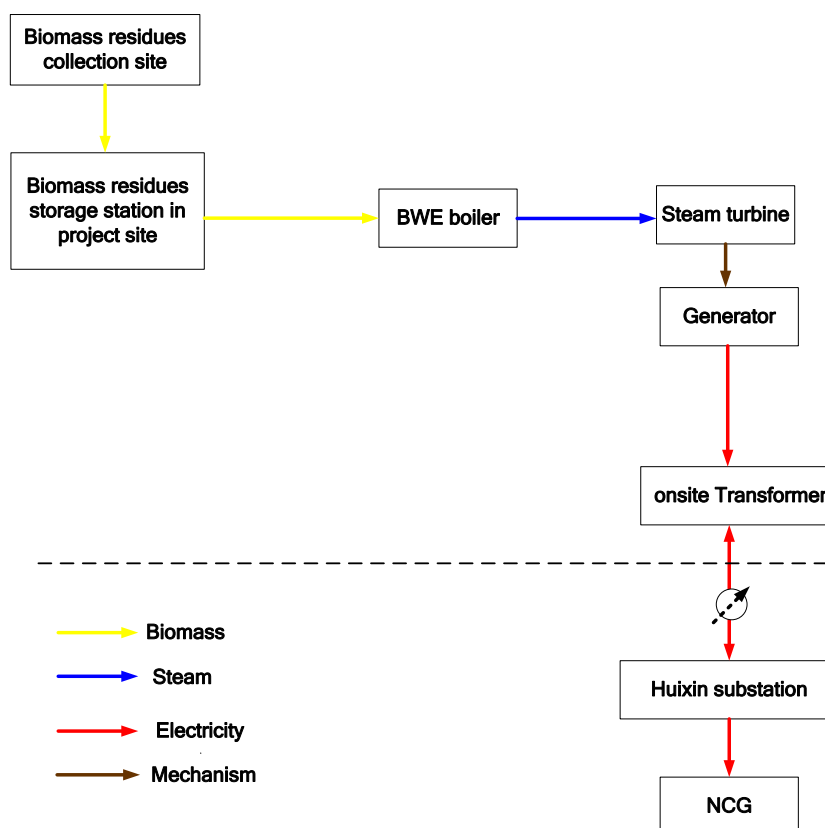 Biomass residues
collection site
Biomass residues
storage station in
project site
BWE boiler
Steam turbine
Generator
onsite Transformer
Huixin substation
NCG
Biomass
Steam
Electricity
Mechanism